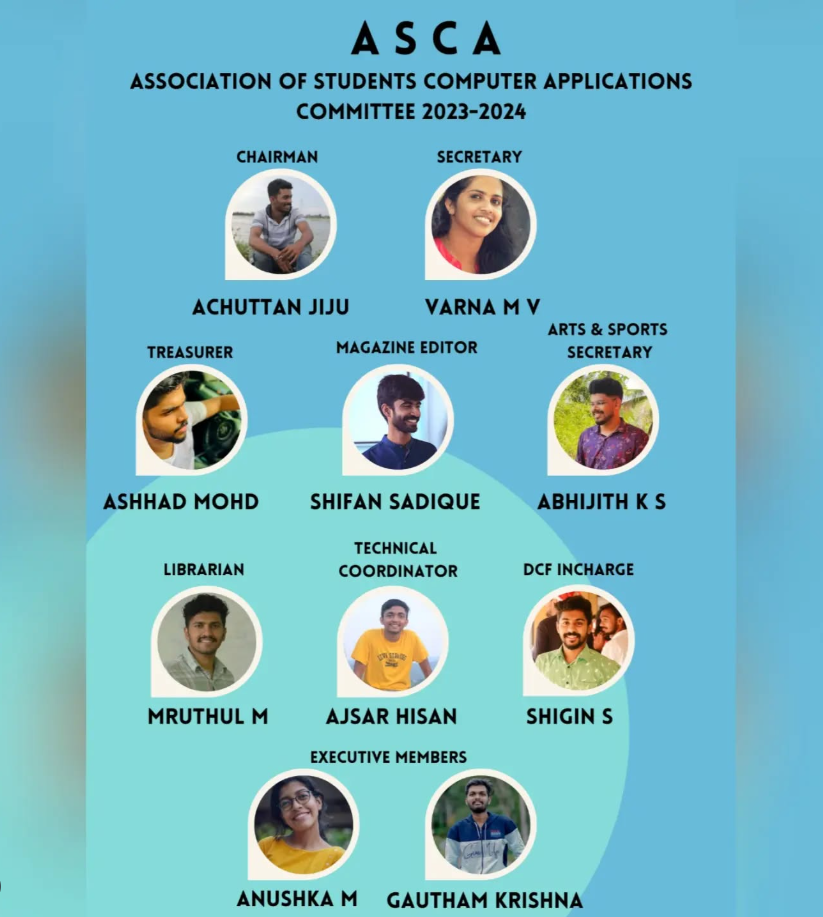 ASCA
ASSOCIATION OF STUDENTS COMPUTER APPLICATIONS
COMMITTEE 2023-2024
CHAIRMAN
ACHUTTAN JIJU
SECRETARY
VARNA M V
TREASURER
ASHHAD MOHD
MAGAZINE EDITOR
SHIFAN SADIQUE
ARTS & SPORTS
SECRETARY
ABHIJITH K S
LIBRARIAN
MRUTHUL M
TECHNICAL
COORDINATOR
AJSAR HISAN
DCF INCHARGE
SHIGIN S
EXECUTIVE MEMBERS
ANUSHKA M
GAUTHAM KRISHNA